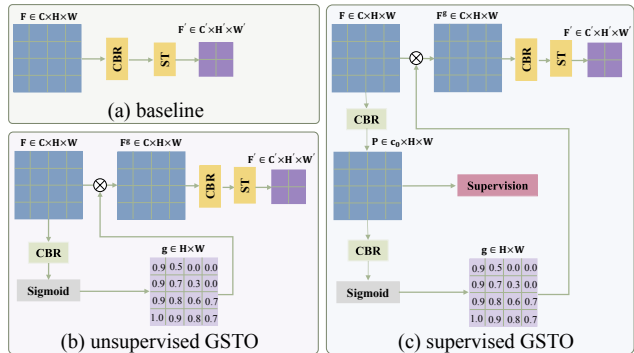 F ∈ C×H×W
F′ ∈ C′×H′×W′
CBR
ST
(a) baseline
F ∈ C×H×W
F^g ∈ C×H×W
F′ ∈ C′×H′×W′
CBR
ST
CBR
g ∈ H×W
Sigmoid
0.9 0.5 0.0 0.0
0.9 0.7 0.3 0.0
0.9 0.8 0.6 0.7
1.0 0.9 0.8 0.7
(b) unsupervised GSTO
F ∈ C×H×W
F^g ∈ C×H×W
F′ ∈ C′×H′×W′
CBR
ST
CBR
P ∈ c₀×H×W
Supervision
CBR
g ∈ H×W
Sigmoid
0.9 0.5 0.0 0.0
0.9 0.7 0.3 0.0
0.9 0.8 0.6 0.7
1.0 0.9 0.8 0.7
(c) supervised GSTO